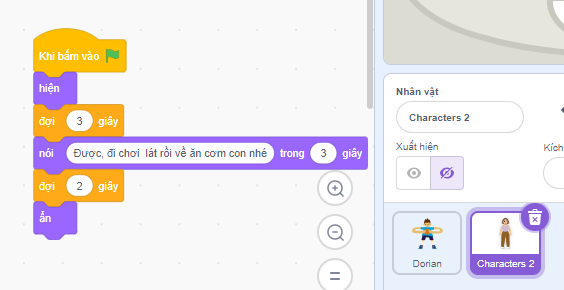 Khi bấm vào
hiện
đợi 3 giây
nói Được, đi chơi lát rồi về ăn cơm con nhé trong 3 giây
đợi 2 giây
ẩn
Nhân vật
Characters 2
Xuất hiện
Kích
Dorian
Characters 2